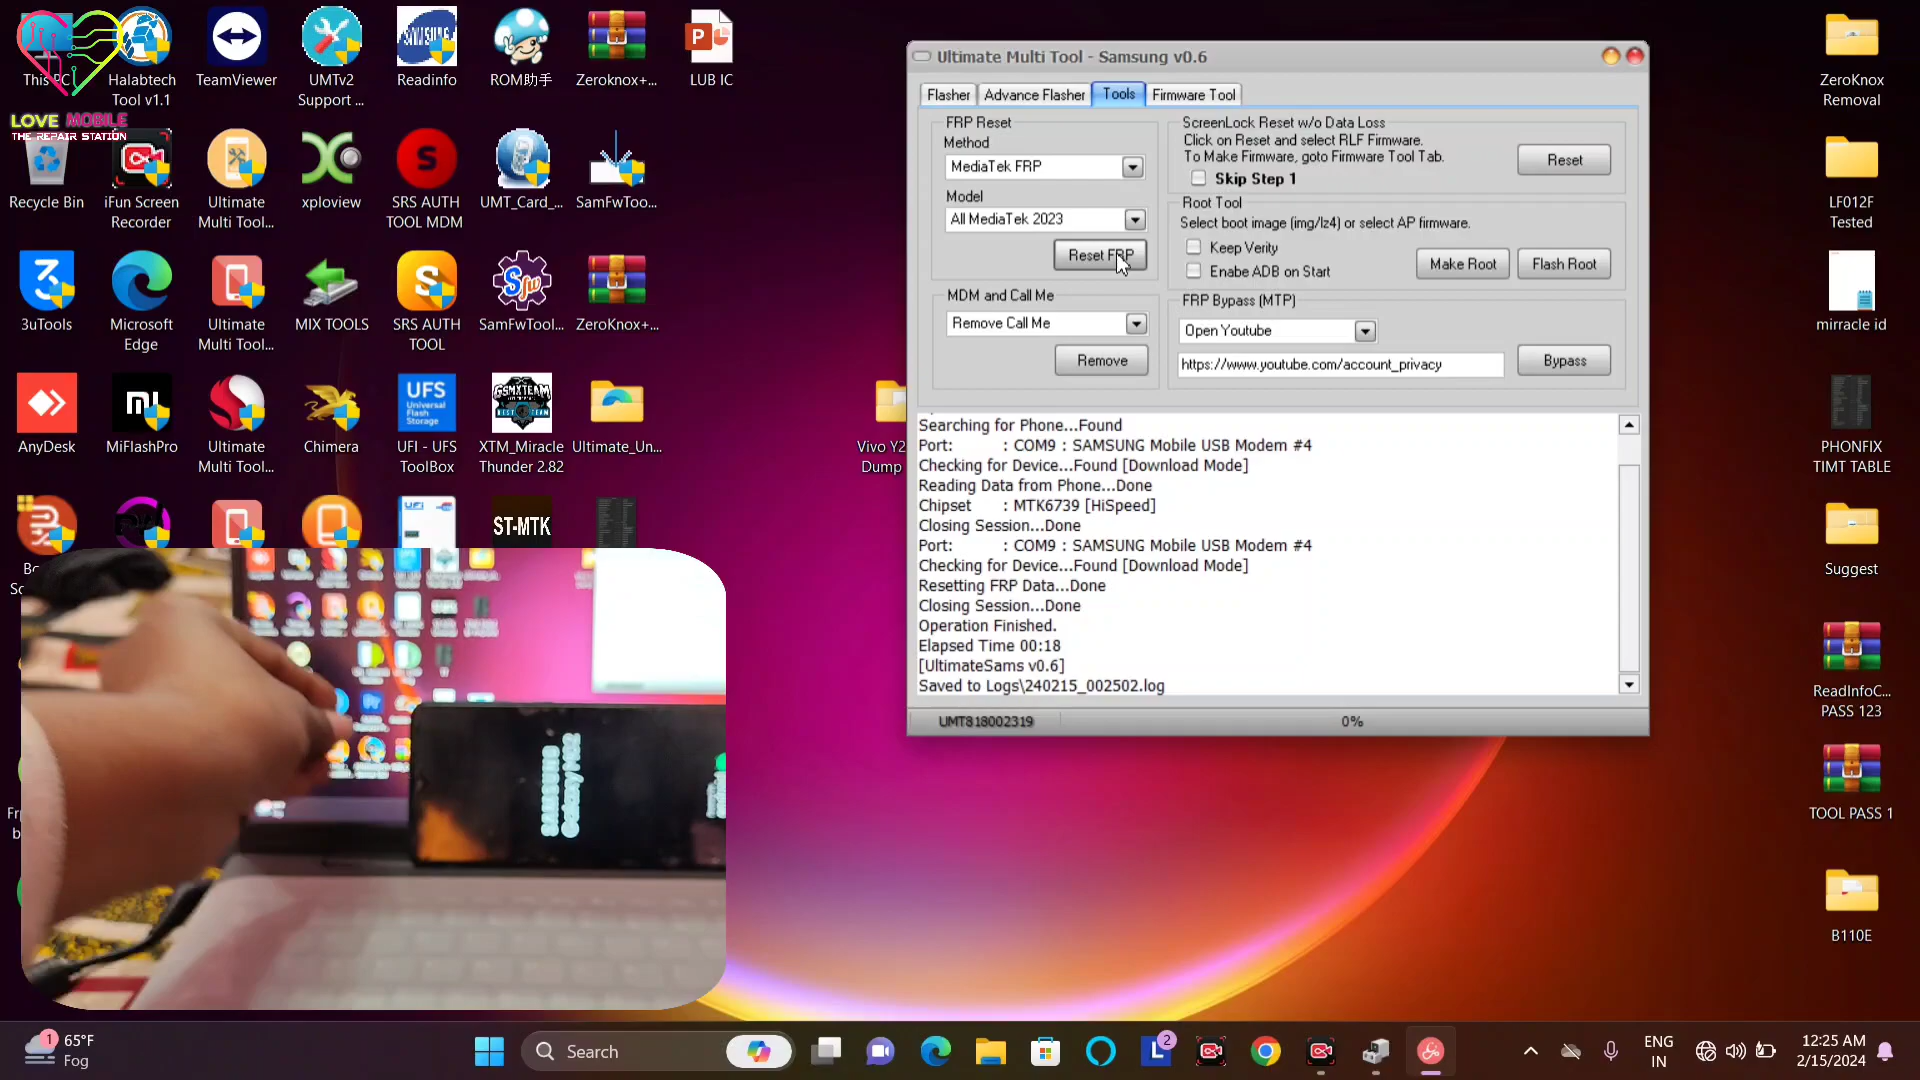 This PC
Halabtech
Tool v1.1
TeamViewer
UMTv2
Support ...
SAMSUNG
Readinfo
ROM助手
Zeroknox+...
P
LUB IC
LOVE MOBILE
THE REPAIR STATION
Recycle Bin
iFun Screen
Recorder
Ultimate
Multi Tool...
xploview
S
SRS AUTH
TOOL MDM
UMT_Card_...
SamFwToo...
3uTools
Microsoft
Edge
Ultimate
Multi Tool...
MIX TOOLS
SRS AUTH
TOOL
Sfw
SamFwTool...
ZeroKnox+...
AnyDesk
MiFlashPro
Ultimate
Multi Tool...
Chimera
UFS
Universal
Flash
Storage
UFI - UFS
ToolBox
GSMXTEAM
BEST TEAM
XTM_Miracle
Thunder 2.82
Ultimate_Un...
UFi
ST-MTK
Vivo Y2
Dump
Ultimate Multi Tool - Samsung v0.6
Flasher
Advance Flasher
Tools
Firmware Tool
FRP Reset
Method
MediaTek FRP
Model
All MediaTek 2023
Reset FRP
MDM and Call Me
Remove Call Me
Remove
ScreenLock Reset w/o Data Loss
Click on Reset and select RLF Firmware.
To Make Firmware, goto Firmware Tool Tab.
Skip Step 1
Reset
Root Tool
Select boot image (img/lz4) or select AP firmware.
Keep Verity
Enabe ADB on Start
Make Root
Flash Root
FRP Bypass (MTP)
Open Youtube
https://www.youtube.com/account_privacy
Bypass
Searching for Phone...Found
Port: : COM9 : SAMSUNG Mobile USB Modem #4
Checking for Device...Found [Download Mode]
Reading Data from Phone...Done
Chipset : MTK6739 [HiSpeed]
Closing Session...Done
Port: : COM9 : SAMSUNG Mobile USB Modem #4
Checking for Device...Found [Download Mode]
Resetting FRP Data...Done
Closing Session...Done
Operation Finished.
Elapsed Time 00:18
[UltimateSams v0.6]
Saved to Logs\240215_002502.log
UMT818002319
0%
ZeroKnox
Removal
LF012F
Tested
mirracle id
PHONFIX
TIMT TABLE
Suggest
ReadInfoC...
PASS 123
TOOL PASS 1
B110E
1
65°F
Fog
Search
L
2
ENG
IN
12:25 AM
2/15/2024